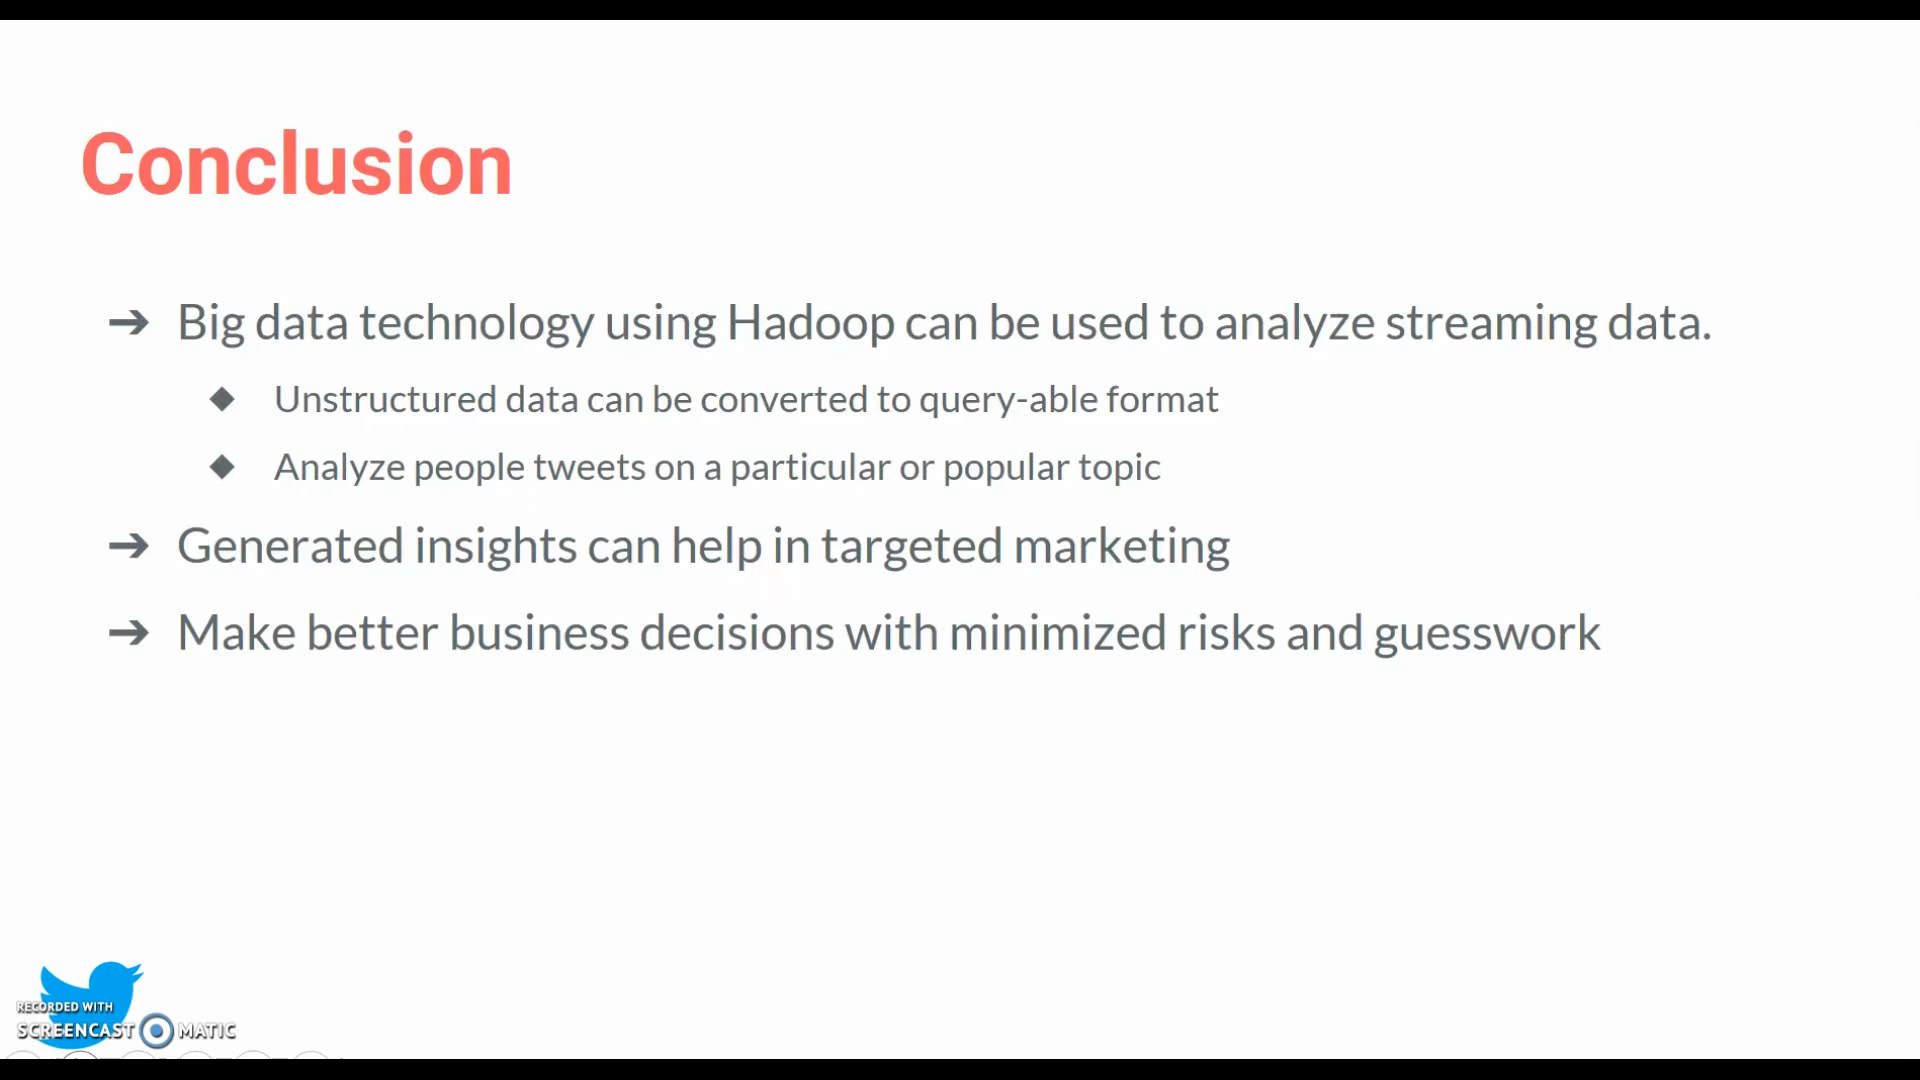 Conclusion
➔ Big data technology using Hadoop can be used to analyze streaming data.
◆ Unstructured data can be converted to query-able format
◆ Analyze people tweets on a particular or popular topic
➔ Generated insights can help in targeted marketing
➔ Make better business decisions with minimized risks and guesswork
RECORDED WITH
SCREENCAST MATIC